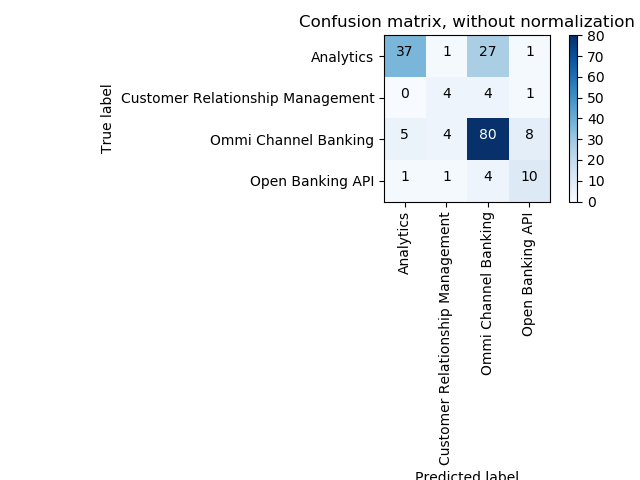 Confusion matrix, without normalization
True label
Analytics 37 1 27 1
Customer Relationship Management 0 4 4 1
Ommi Channel Banking 5 4 80 8
Open Banking API 1 1 4 10
Analytics
Customer Relationship Management
Ommi Channel Banking
Open Banking API
Predicted label
80
70
60
50
40
30
20
10
0